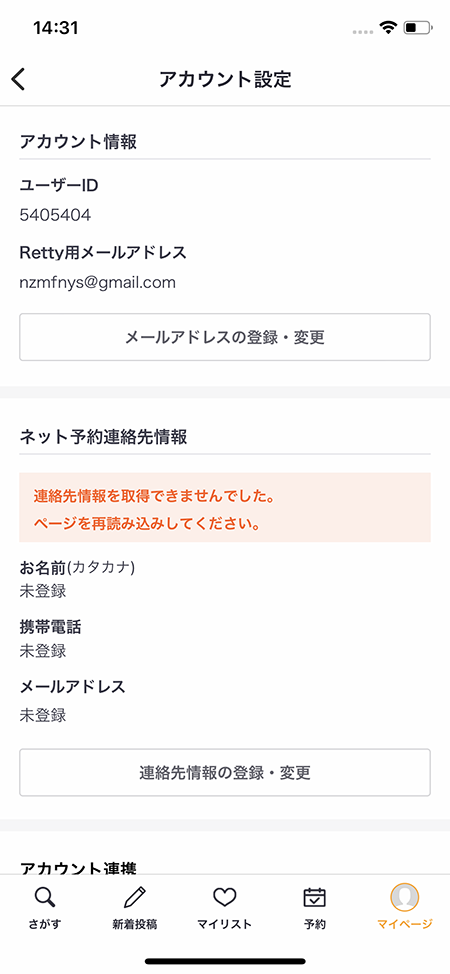 14:31
アカウント設定
アカウント情報
ユーザーID
5405404
Retty用メールアドレス
nzmfnys@gmail.com
メールアドレスの登録・変更
ネット予約連絡先情報
連絡先情報を取得できませんでした。
ページを再読み込みしてください。
お名前(カタカナ)
未登録
携帯電話
未登録
メールアドレス
未登録
連絡先情報の登録・変更
アカウント連携
さがす
新着投稿
マイリスト
予約
マイページ